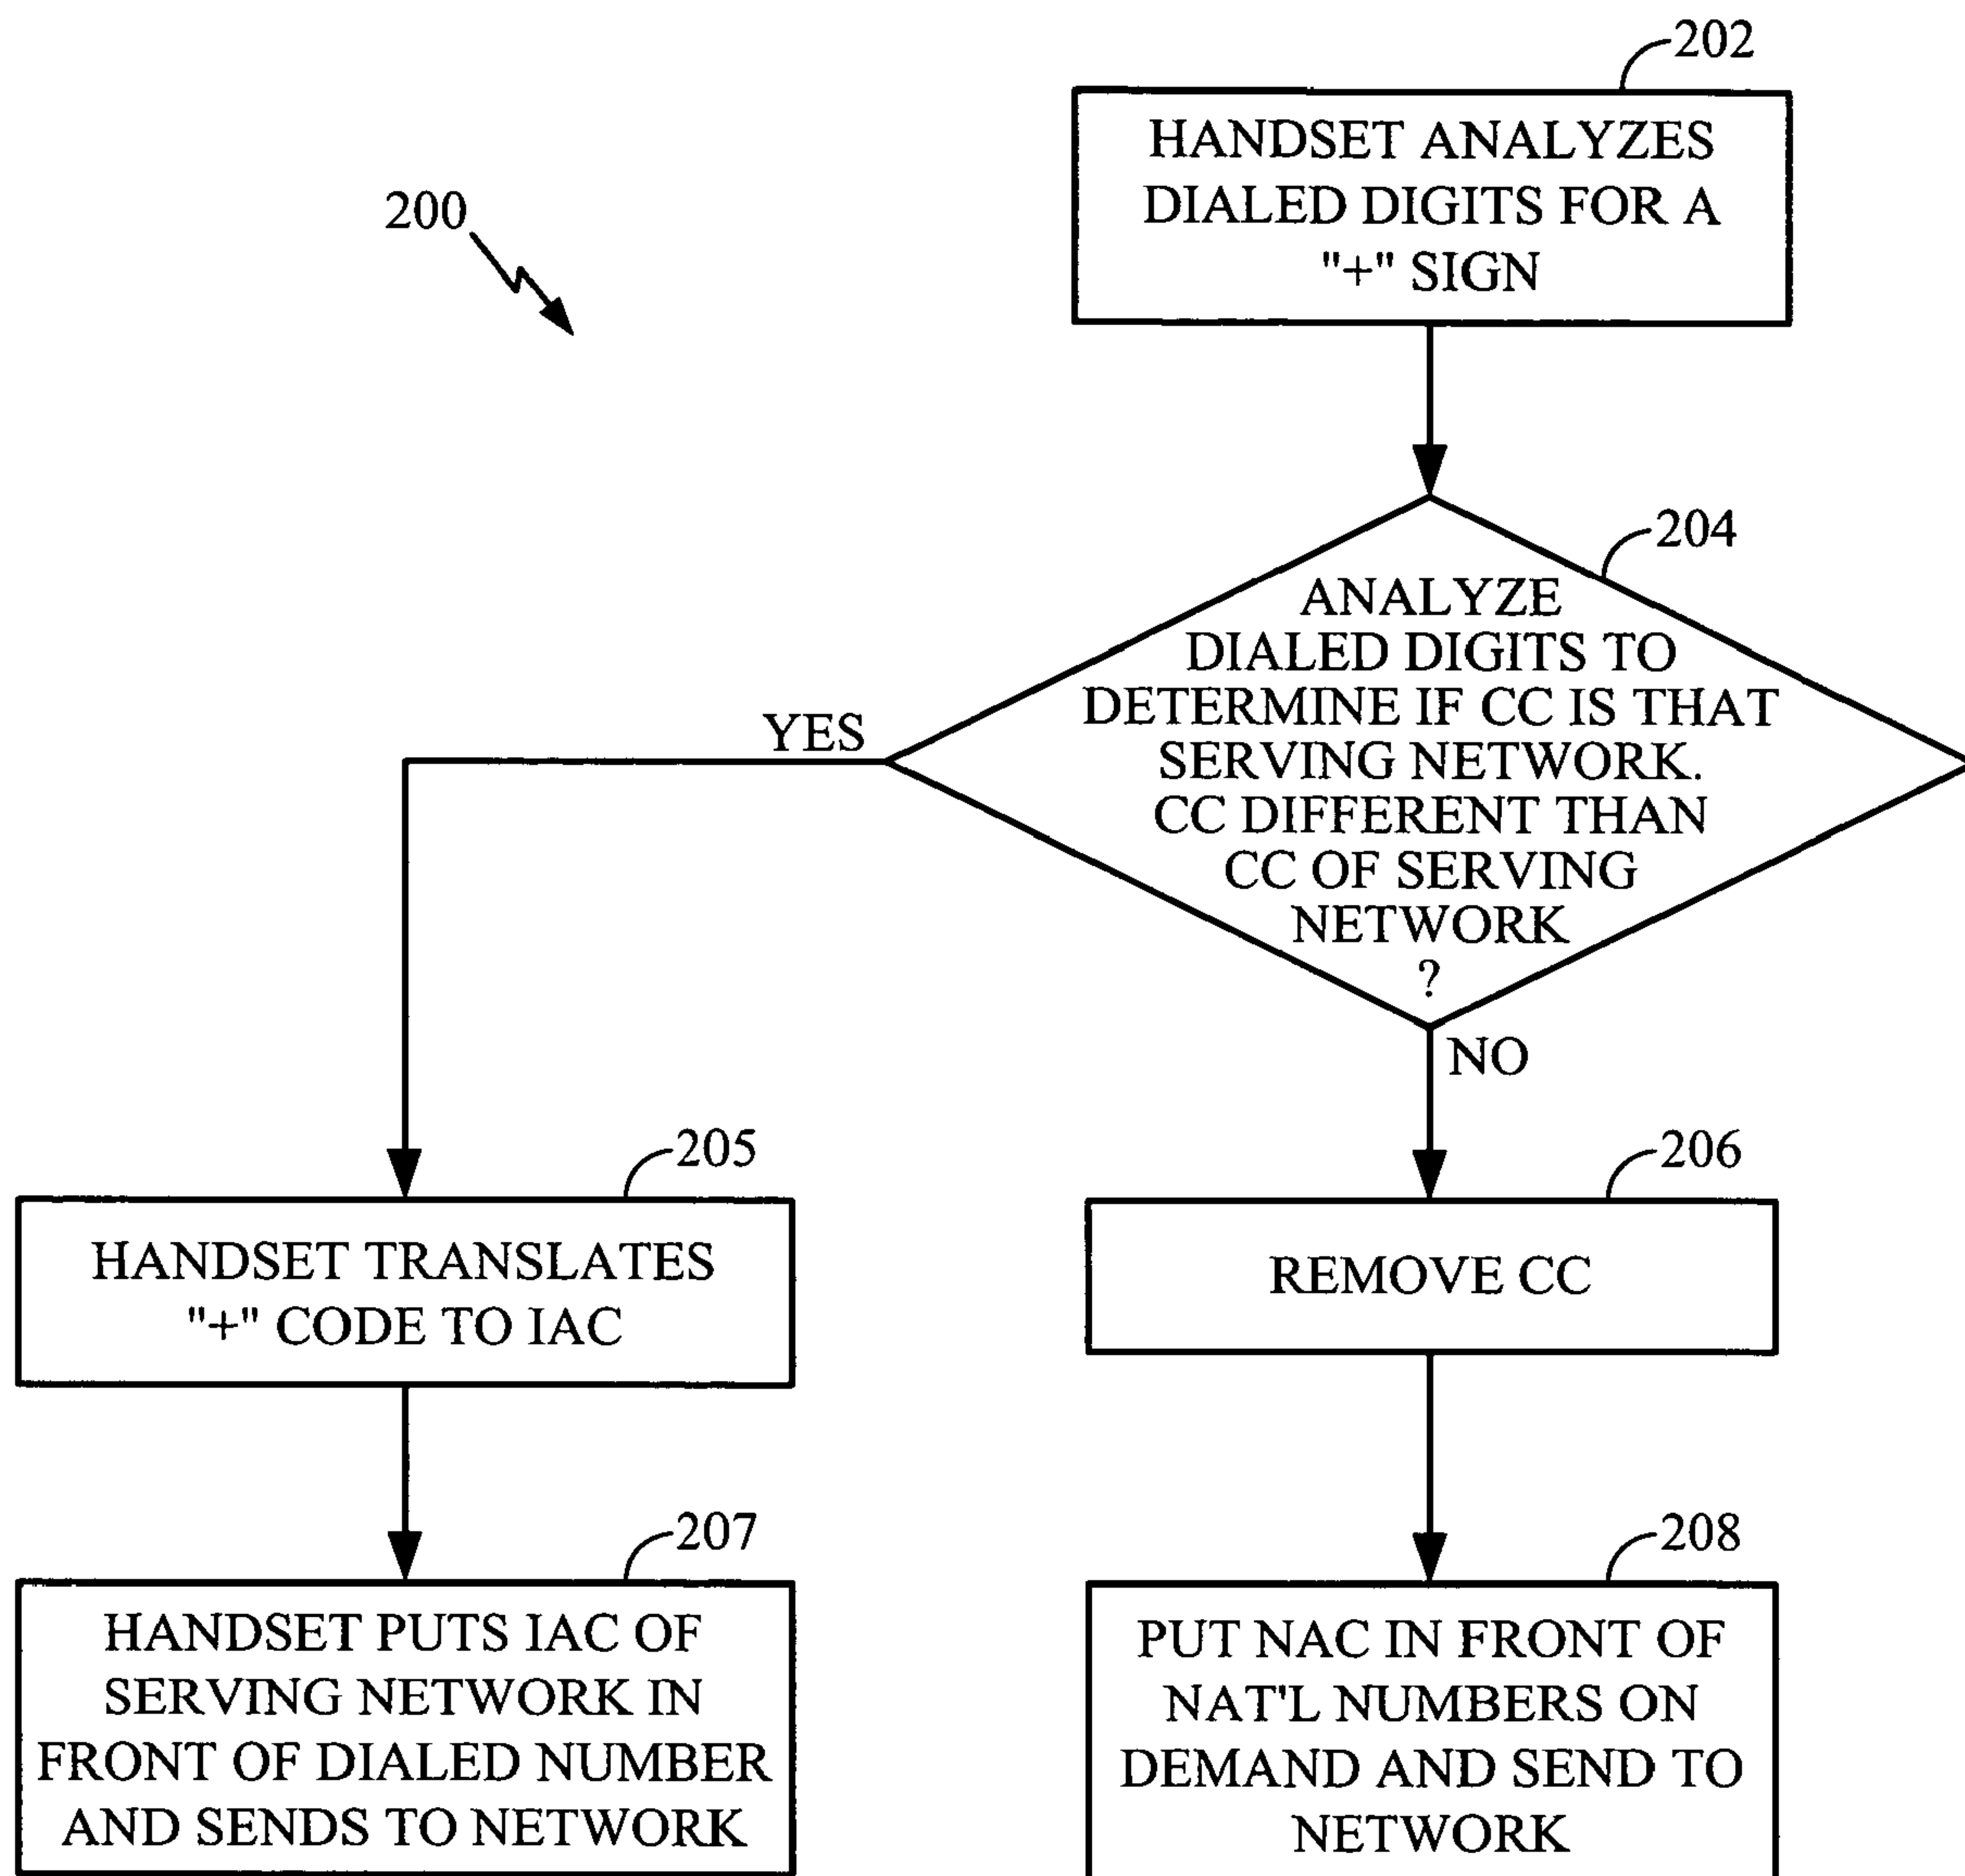 202
HANDSET ANALYZES
DIALED DIGITS FOR A
"+" SIGN
200
204
ANALYZE
DIALED DIGITS TO
DETERMINE IF CC IS THAT
SERVING NETWORK.
CC DIFFERENT THAN
CC OF SERVING
NETWORK
?
YES
NO
205
HANDSET TRANSLATES
"+" CODE TO IAC
206
REMOVE CC
207
HANDSET PUTS IAC OF
SERVING NETWORK IN
FRONT OF DIALED NUMBER
AND SENDS TO NETWORK
208
PUT NAC IN FRONT OF
NAT'L NUMBERS ON
DEMAND AND SEND TO
NETWORK